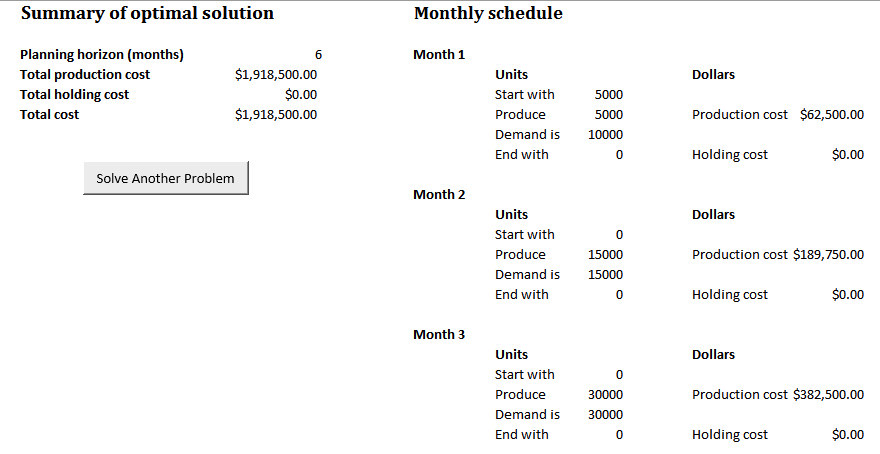 Summary of optimal solution
Planning horizon (months) 6
Total production cost $1,918,500.00
Total holding cost $0.00
Total cost $1,918,500.00
Solve Another Problem
Monthly schedule
Month 1
Units Dollars
Start with 5000
Produce 5000 Production cost $62,500.00
Demand is 10000
End with 0 Holding cost $0.00
Month 2
Units Dollars
Start with 0
Produce 15000 Production cost $189,750.00
Demand is 15000
End with 0 Holding cost $0.00
Month 3
Units Dollars
Start with 0
Produce 30000 Production cost $382,500.00
Demand is 30000
End with 0 Holding cost $0.00